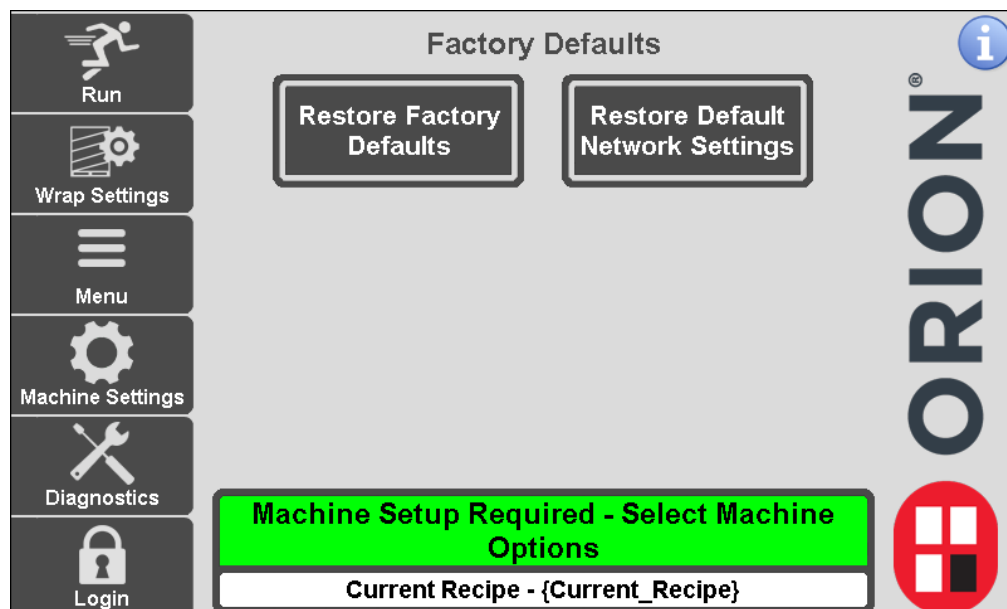 Run
Wrap Settings
Menu
Machine Settings
Diagnostics
Login
Factory Defaults
Restore Factory
Defaults
Restore Default
Network Settings
Machine Setup Required - Select Machine
Options
Current Recipe - {Current_Recipe}
i
ORION®